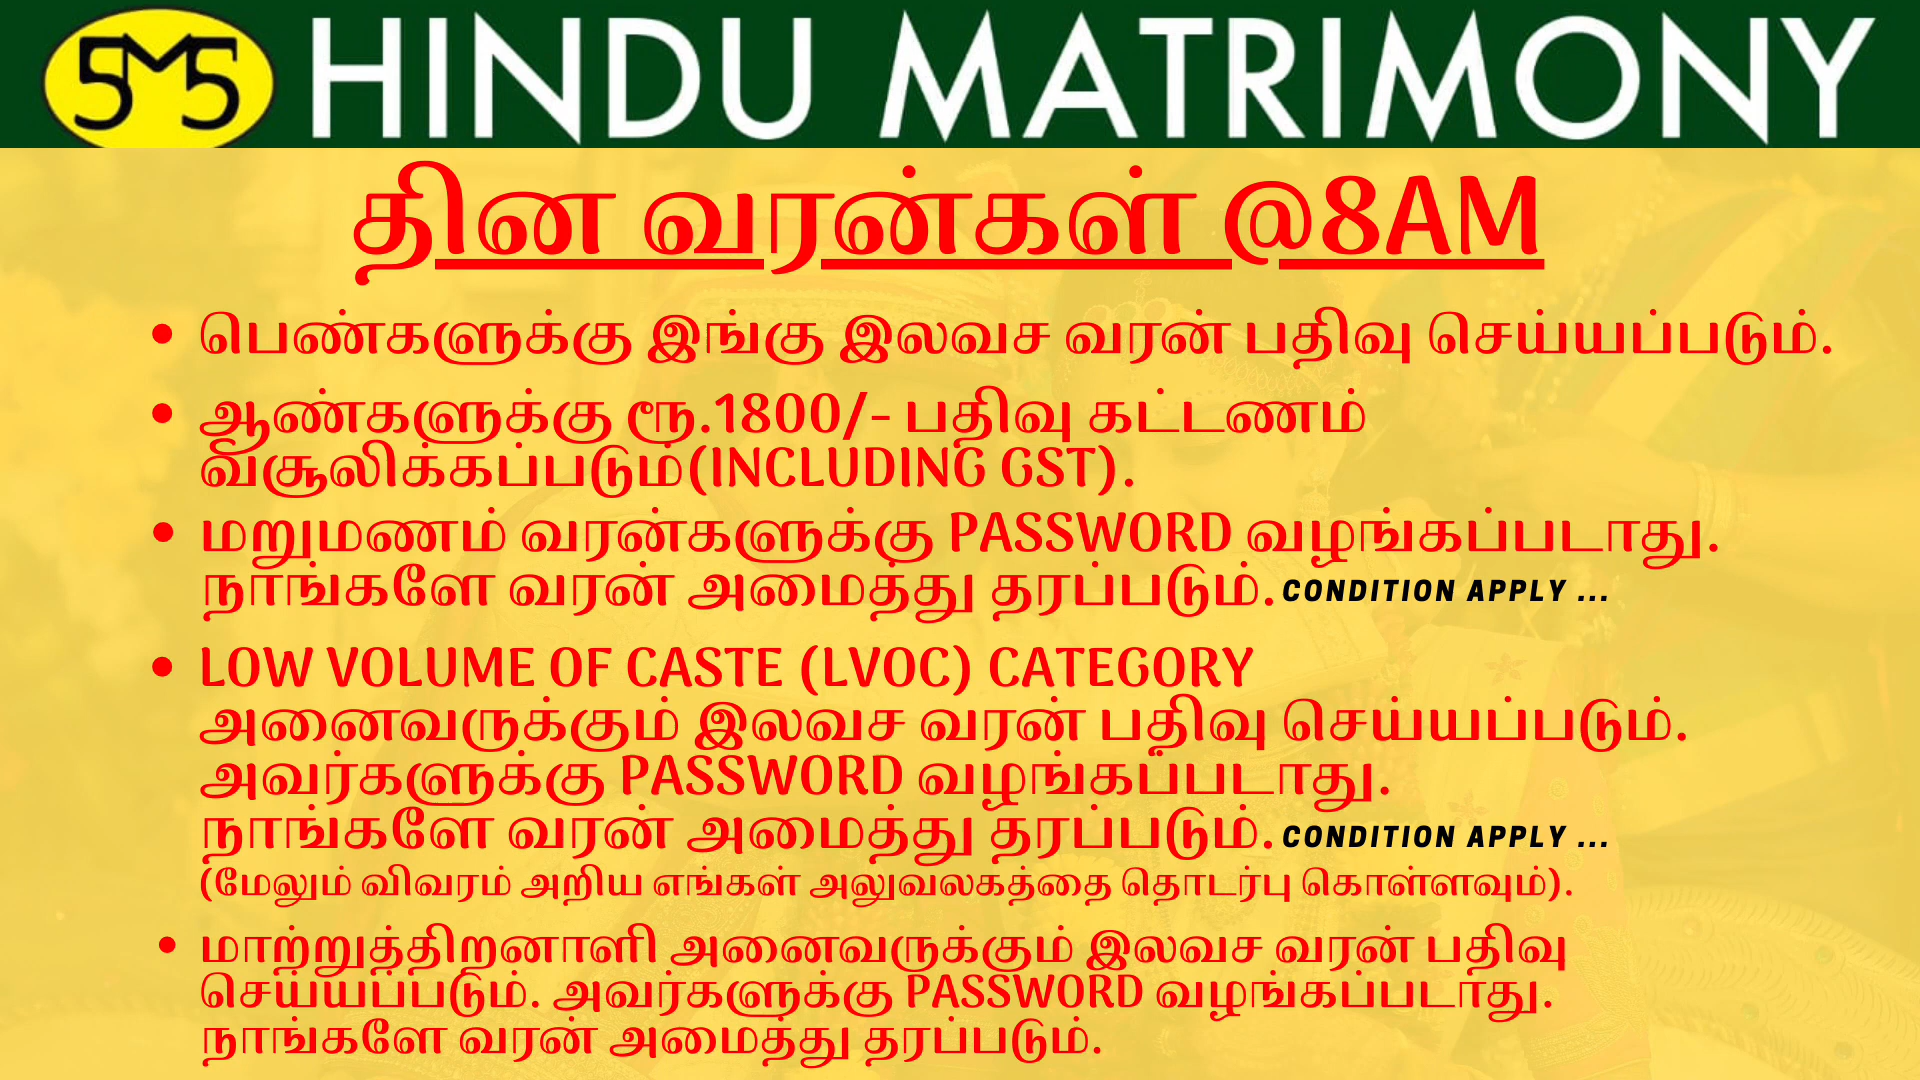 5M5 HINDU MATRIMONY
தின வரன்கள் @8AM
பெண்களுக்கு இங்கு இலவச வரன் பதிவு செய்யப்படும்.
ஆண்களுக்கு ரூ.1800/- பதிவு கட்டணம்
வசூலிக்கப்படும்(INCLUDING GST).
மறுமணம் வரன்களுக்கு PASSWORD வழங்கப்படாது.
நாங்களே வரன் அமைத்து தரப்படும். CONDITION APPLY ...
LOW VOLUME OF CASTE (LVOC) CATEGORY
அனைவருக்கும் இலவச வரன் பதிவு செய்யப்படும்.
அவர்களுக்கு PASSWORD வழங்கப்படாது.
நாங்களே வரன் அமைத்து தரப்படும். CONDITION APPLY ...
(மேலும் விவரம் அறிய எங்கள் அலுவலகத்தை தொடர்பு கொள்ளவும்).
மாற்றுத்திறனாளி அனைவருக்கும் இலவச வரன் பதிவு
செய்யப்படும். அவர்களுக்கு PASSWORD வழங்கப்படாது.
நாங்களே வரன் அமைத்து தரப்படும்.